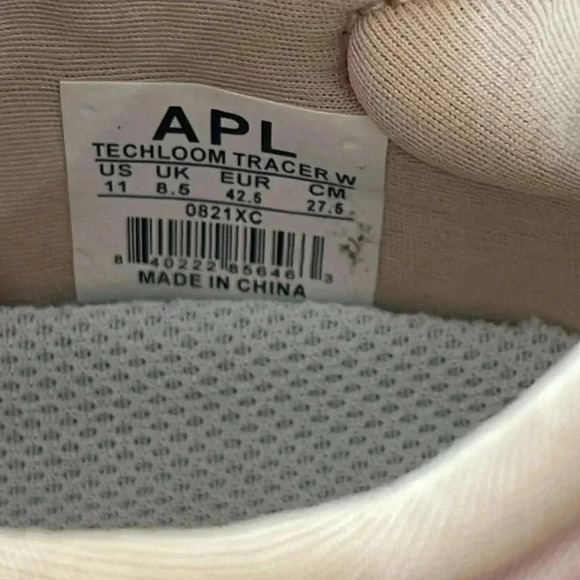 APL
TECHLOOM TRACER W
US UK EUR CM
11 8.5 42.5 27.5
0821XC
8 40222 85646 3
MADE IN CHINA